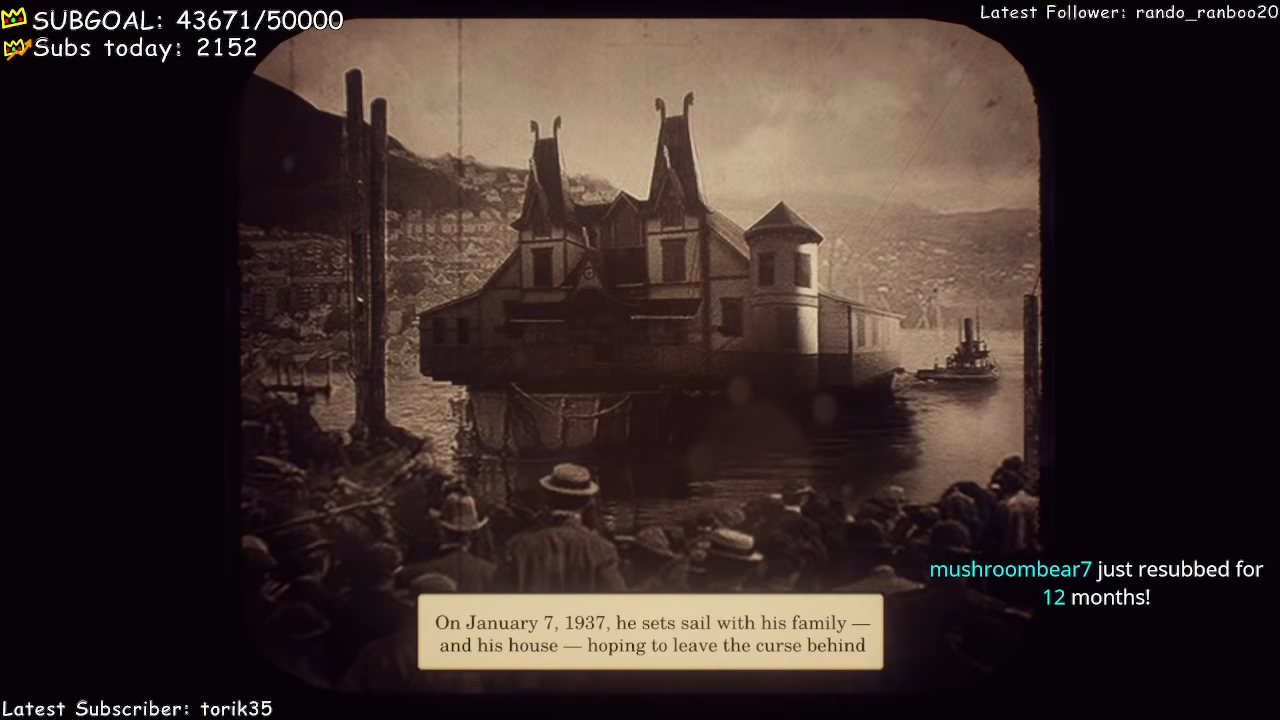 SUBGOAL: 43671/50000
Subs today: 2152
Latest Follower: rando_ranboo20
mushroombear7 just resubbed for
12 months!
On January 7, 1937, he sets sail with his family —
and his house — hoping to leave the curse behind
Latest Subscriber: torik35